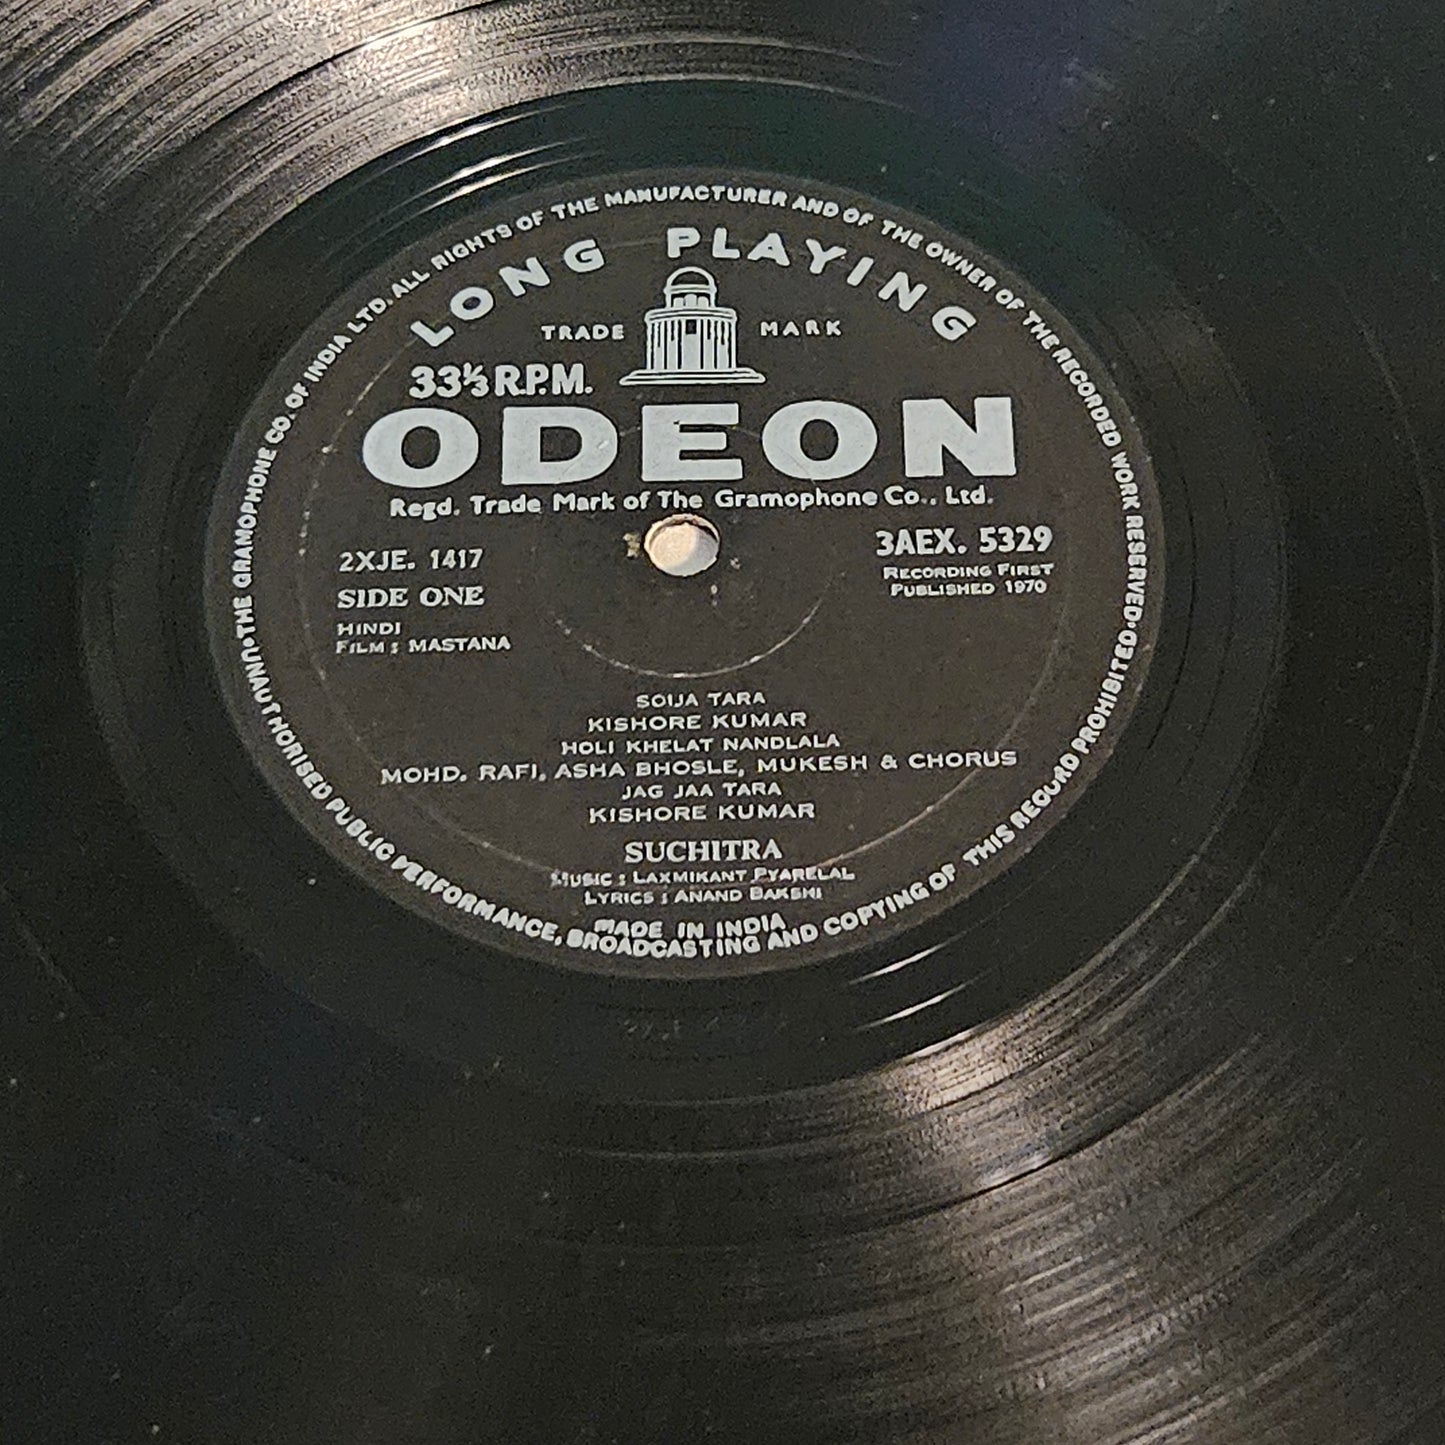 LONG PLAYING
TRADE MARK
33⅓ R.P.M.
ODEON
Regd. Trade Mark of The Gramophone Co., Ltd.
2XJE. 1417
SIDE ONE
HINDI
FILM : MASTANA
3AEX. 5329
RECORDING FIRST
PUBLISHED 1970
SOIJA TARA
KISHORE KUMAR
HOLI KHELAT NANDLALA
MOHD. RAFI, ASHA BHOSLE, MUKESH & CHORUS
JAG JAA TARA
KISHORE KUMAR
SUCHITRA
MUSIC : LAXMIKANT PYARELAL
LYRICS : ANAND BAKSHI
MADE IN INDIA
THE GRAMOPHONE CO. OF INDIA LTD. ALL RIGHTS OF THE MANUFACTURER AND OF THE OWNER OF THE RECORDED WORK RESERVED•UNAUTHORISED PUBLIC PERFORMANCE, BROADCASTING AND COPYING OF THIS RECORD PROHIBITED•